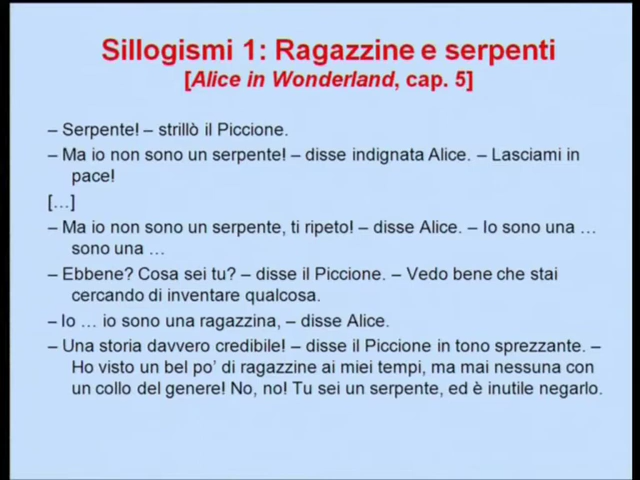 Sillogismi 1: Ragazzine e serpenti
[Alice in Wonderland, cap. 5]
– Serpente! – strillò il Piccione.
– Ma io non sono un serpente! – disse indignata Alice. – Lasciami in
pace!
[…]
– Ma io non sono un serpente, ti ripeto! – disse Alice. – Io sono una …
sono una …
– Ebbene? Cosa sei tu? – disse il Piccione. – Vedo bene che stai
cercando di inventare qualcosa.
– Io … io sono una ragazzina, – disse Alice.
– Una storia davvero credibile! – disse il Piccione in tono sprezzante. –
Ho visto un bel po' di ragazzine ai miei tempi, ma mai nessuna con
un collo del genere! No, no! Tu sei un serpente, ed è inutile negarlo.